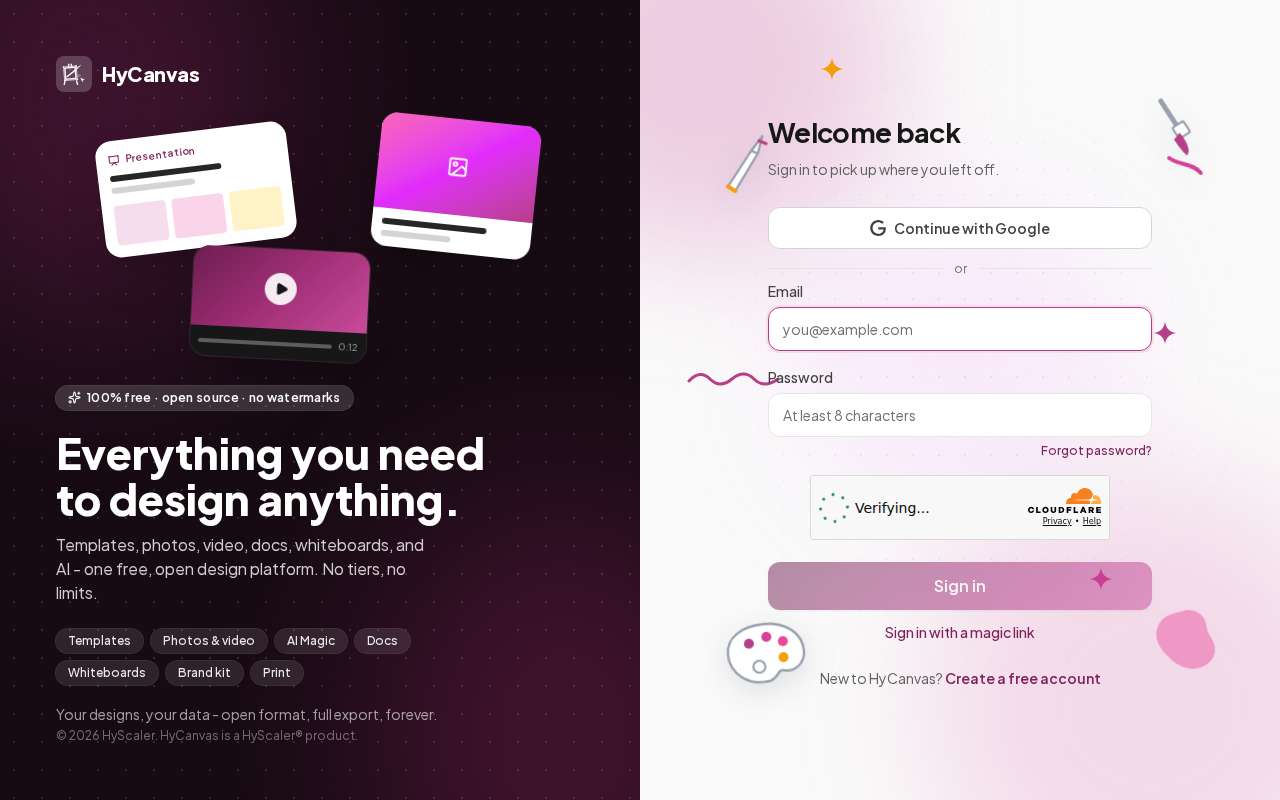 HyCanvas
Presentation
0:12
100% free · open source · no watermarks
Everything you need
to design anything.
Templates, photos, video, docs, whiteboards, and
AI - one free, open design platform. No tiers, no
limits.
Templates
Photos & video
AI Magic
Docs
Whiteboards
Brand kit
Print
Your designs, your data - open format, full export, forever.
© 2026 HyScaler. HyCanvas is a HyScaler® product.
Welcome back
Sign in to pick up where you left off.
Continue with Google
or
Email
you@example.com
Password
At least 8 characters
Forgot password?
Verifying...
CLOUDFLARE
Privacy • Help
Sign in
Sign in with a magic link
New to HyCanvas? Create a free account